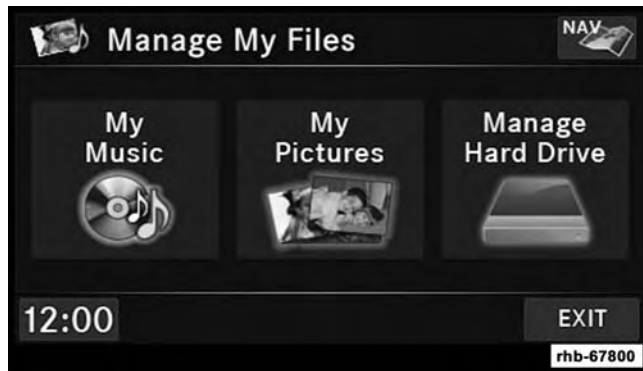 Manage My Files
NAV
My
Music
My
Pictures
Manage
Hard Drive
12:00
EXIT
rhb-67800